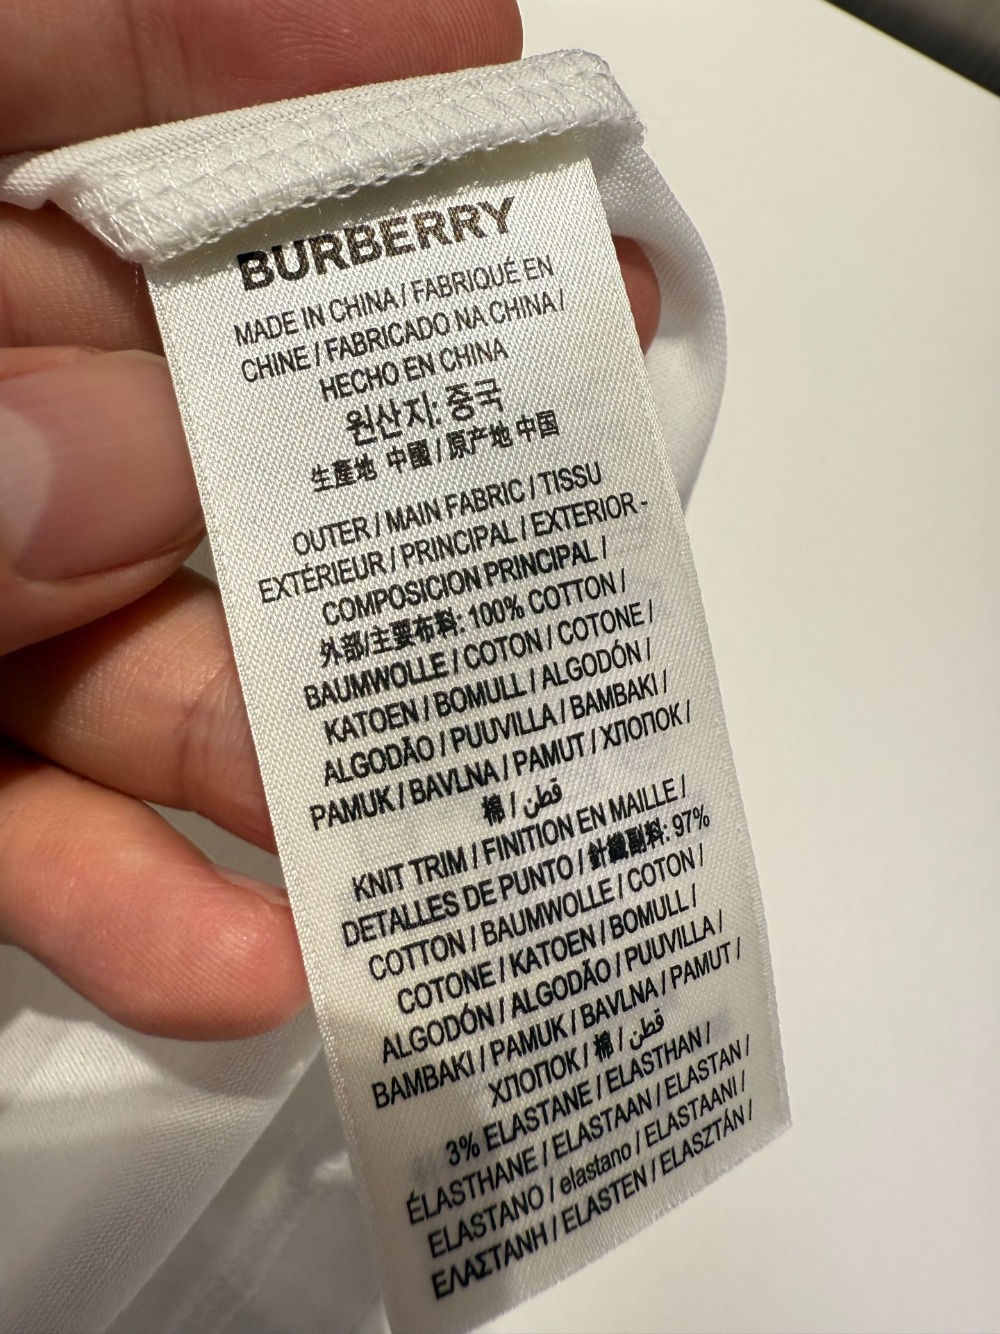 BURBERRY
MADE IN CHINA / FABRIQUÉ EN
CHINE / FABRICADO NA CHINA /
HECHO EN CHINA
원산지: 중국
生產地 中國 / 原产地 中国
OUTER / MAIN FABRIC / TISSU
EXTÉRIEUR / PRINCIPAL / EXTERIOR -
COMPOSICION PRINCIPAL /
外部/主要布料: 100% COTTON /
BAUMWOLLE / COTON / COTONE /
KATOEN / BOMULL / ALGODÓN /
ALGODÃO / PUUVILLA / BAMBAKI /
PAMUK / BAVLNA / PAMUT / ХЛОПОК /
棉 / قطن
KNIT TRIM / FINITION EN MAILLE /
DETALLES DE PUNTO / 針織副料: 97%
COTTON / BAUMWOLLE / COTON /
COTONE / KATOEN / BOMULL /
ALGODÓN / ALGODÃO / PUUVILLA /
BAMBAKI / PAMUK / BAVLNA / PAMUT /
ХЛОПОК / 棉 / قطن
3% ELASTANE / ELASTHAN /
ÉLASTHANE / ELASTAAN / ELASTAN /
ELASTANO / elastano / ELASTAANI /
ΕΛΑΣΤΑΝΗ / ELASTEN / ELASZTÁN /